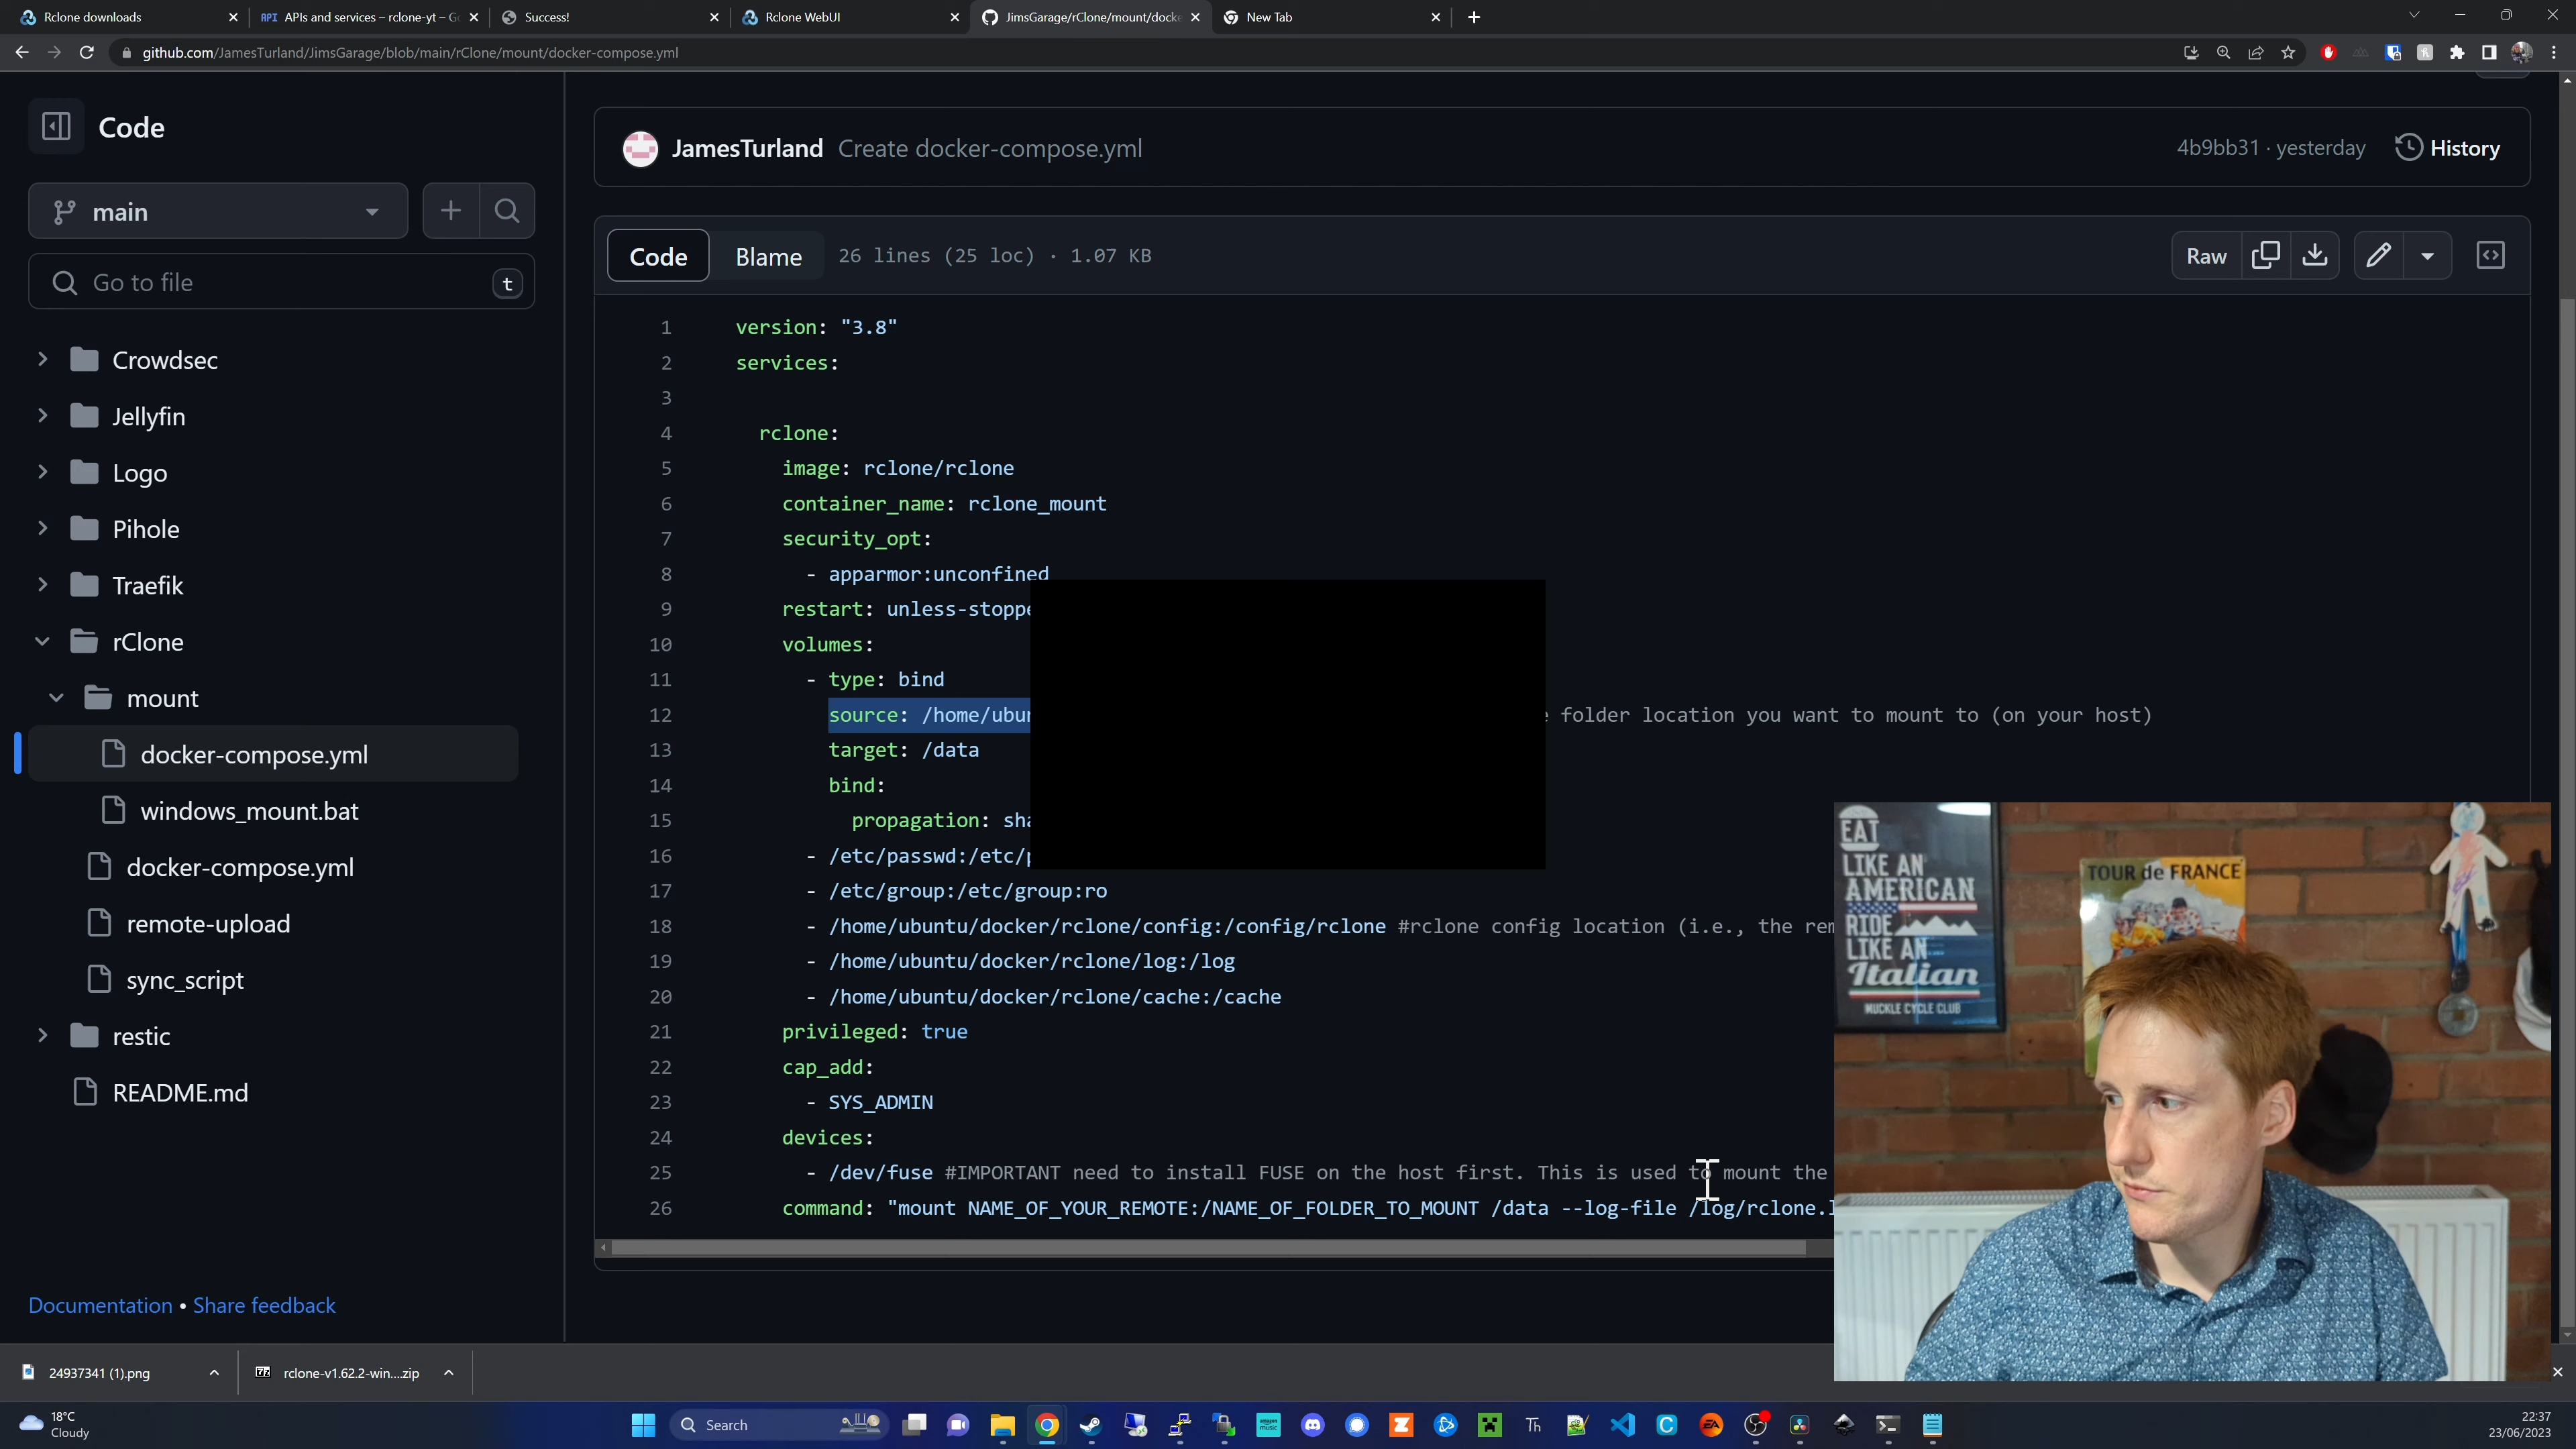 Rclone downloads
API APIs and services – rclone-yt – Go
Success!
Rclone WebUI
JimsGarage/rClone/mount/docke
New Tab
github.com/JamesTurland/JimsGarage/blob/main/rClone/mount/docker-compose.yml
Code
main
Go to file
t
Crowdsec
Jellyfin
Logo
Pihole
Traefik
rClone
mount
docker-compose.yml
windows_mount.bat
docker-compose.yml
remote-upload
sync_script
restic
README.md
Documentation • Share feedback
JamesTurland Create docker-compose.yml
4b9bb31 · yesterday
History
Code
Blame
26 lines (25 loc) · 1.07 KB
Raw
1 version: "3.8"
2 services:
3
4 rclone:
5 image: rclone/rclone
6 container_name: rclone_mount
7 security_opt:
8 - apparmor:unconfined
9 restart: unless-stoppe
10 volumes:
11 - type: bind
12 source: /home/ubun folder location you want to mount to (on your host)
13 target: /data
14 bind:
15 propagation: sha
16 - /etc/passwd:/etc/p
17 - /etc/group:/etc/group:ro
18 - /home/ubuntu/docker/rclone/config:/config/rclone #rclone config location (i.e., the rem
19 - /home/ubuntu/docker/rclone/log:/log
20 - /home/ubuntu/docker/rclone/cache:/cache
21 privileged: true
22 cap_add:
23 - SYS_ADMIN
24 devices:
25 - /dev/fuse #IMPORTANT need to install FUSE on the host first. This is used to mount the
26 command: "mount NAME_OF_YOUR_REMOTE:/NAME_OF_FOLDER_TO_MOUNT /data --log-file /log/rclone.l
EAT
LIKE AN
AMERICAN
RIDE
LIKE AN
Italian
MUCKLE CYCLE CLUB
TOUR de FRANCE
24937341 (1).png
rclone-v1.62.2-win....zip
18°C
Cloudy
Search
22:37
23/06/2023